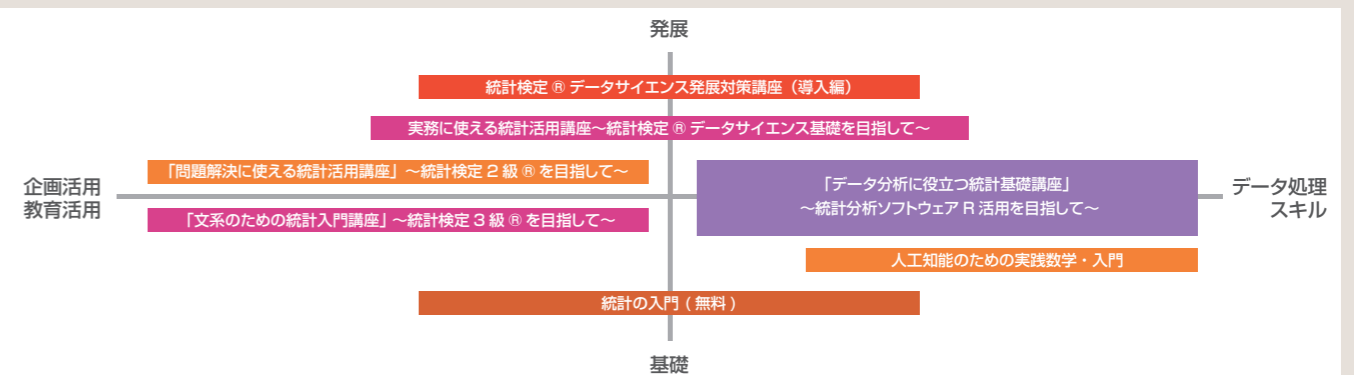 発展
統計検定 ® データサイエンス発展対策講座（導入編）
実務に使える統計活用講座～統計検定 ® データサイエンス基礎を目指して～
「問題解決に使える統計活用講座」～統計検定 2 級 ® を目指して～
企画活用
教育活用
「データ分析に役立つ統計基礎講座」
～統計分析ソフトウェア R 活用を目指して～
データ処理
スキル
「文系のための統計入門講座」～統計検定 3 級 ® を目指して～
人工知能のための実践数学・入門
統計の入門 ( 無料 )
基礎